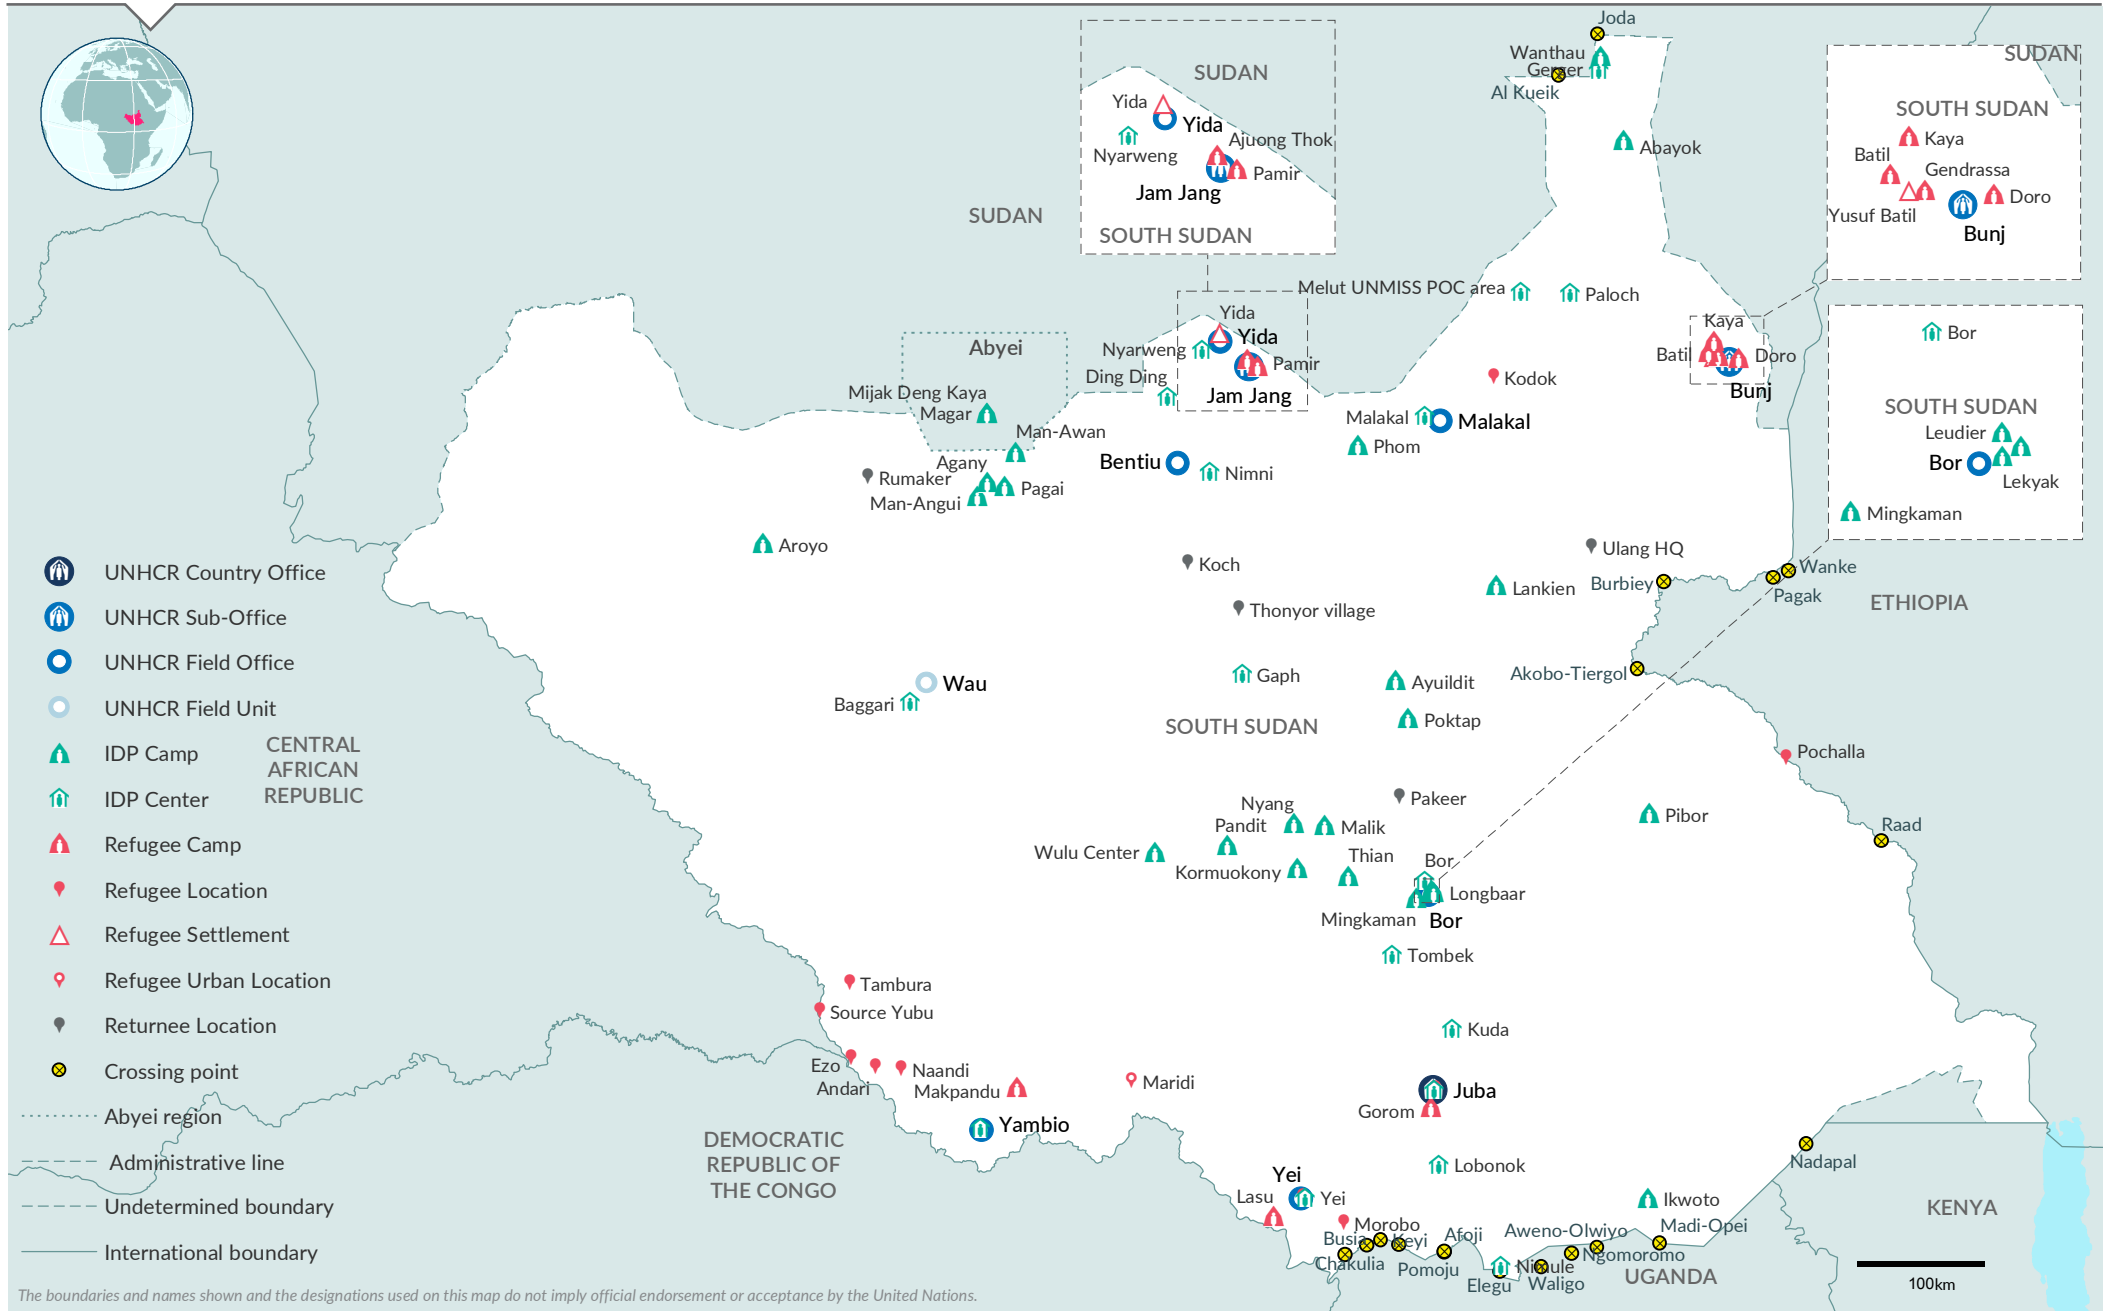 Joda
Wanthau
Gerger
Al Kueik
Abayok
SUDAN
Yida
Yida
Nyarweng
Ajuong Thok
Pamir
Jam Jang
SOUTH SUDAN
SUDAN
SOUTH SUDAN
Kaya
Batil
Gendrassa
Doro
Yusuf Batil
Bunj
SUDAN
Melut UNMISS POC area
Paloch
Yida
Yida
Nyarweng
Pamir
Ding Ding
Jam Jang
Abyei
Mijak Deng Kaya
Magar
Man-Awan
Agany
Rumaker
Pagai
Man-Angui
Aroyo
Bentiu
Nimni
Kodok
Malakal
Malakal
Phom
Kaya
Batil
Doro
Bunj
Bor
SOUTH SUDAN
Leudier
Bor
Lekyak
Mingkaman
Koch
Thonyor village
Ulang HQ
Lankien
Burbiey
Wanke
Pagak
ETHIOPIA
Akobo-Tiergol
Gaph
Ayuildit
Poktap
SOUTH SUDAN
Wau
Baggari
Pochalla
Pakeer
Pibor
Raad
Nyang
Pandit
Malik
Wulu Center
Thian
Kormuokony
Bor
Longbaar
Mingkaman
Bor
Tombek
Kuda
Tambura
Source Yubu
Ezo
Andari
Naandi
Makpandu
Maridi
Yambio
Juba
Gorom
Lobonok
Yei
Lasu
Yei
Morobo
Busia
Keyi
Chakulia
Pomoju
Afoji
Aweno-Olwiyo
Ngomoromo
Nimule
Elegu
Waligo
Ikwoto
Madi-Opei
Nadapal
UGANDA
KENYA
DEMOCRATIC
REPUBLIC OF
THE CONGO
CENTRAL
AFRICAN
REPUBLIC
UNHCR Country Office
UNHCR Sub-Office
UNHCR Field Office
UNHCR Field Unit
IDP Camp
IDP Center
Refugee Camp
Refugee Location
Refugee Settlement
Refugee Urban Location
Returnee Location
Crossing point
Abyei region
Administrative line
Undetermined boundary
International boundary
100km
The boundaries and names shown and the designations used on this map do not imply official endorsement or acceptance by the United Nations.